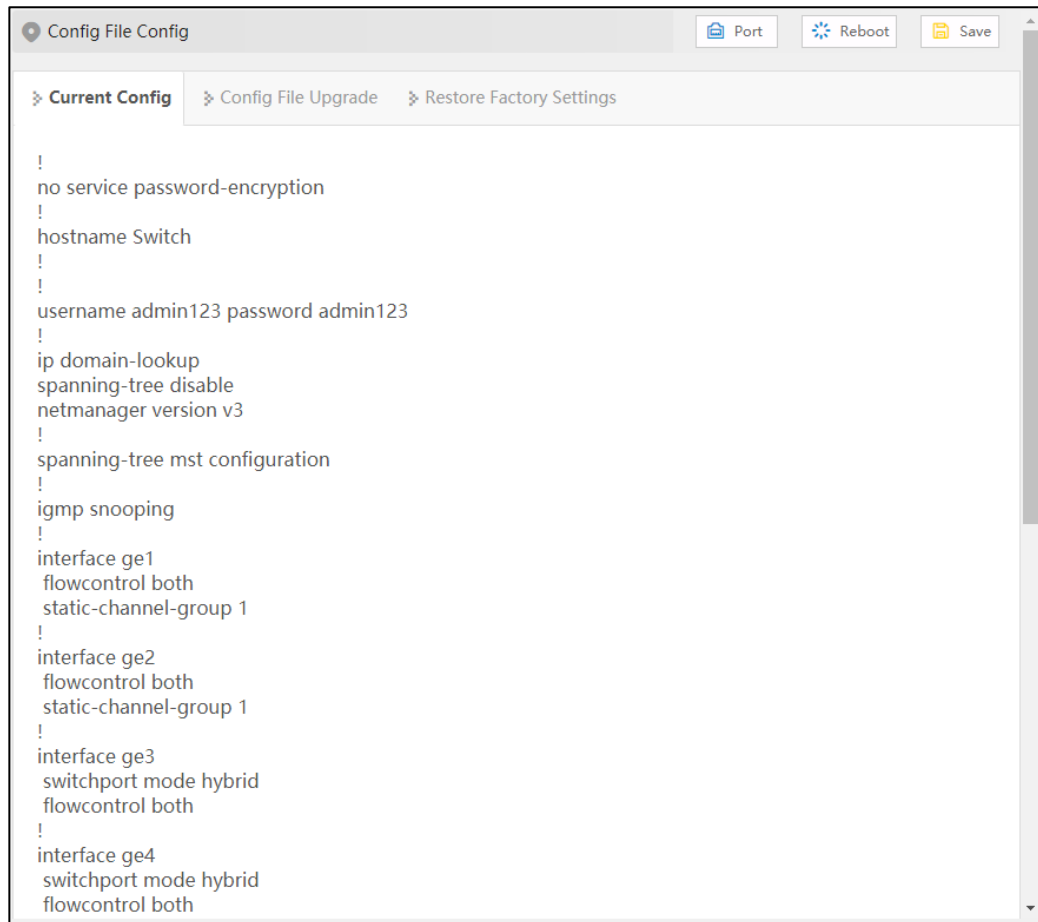 Config File Config
Port
Reboot
Save
Current Config
Config File Upgrade
Restore Factory Settings
!
no service password-encryption
!
hostname Switch
!
!
username admin123 password admin123
!
ip domain-lookup
spanning-tree disable
netmanager version v3
!
spanning-tree mst configuration
!
igmp snooping
!
interface ge1
flowcontrol both
static-channel-group 1
!
interface ge2
flowcontrol both
static-channel-group 1
!
interface ge3
switchport mode hybrid
flowcontrol both
!
interface ge4
switchport mode hybrid
flowcontrol both